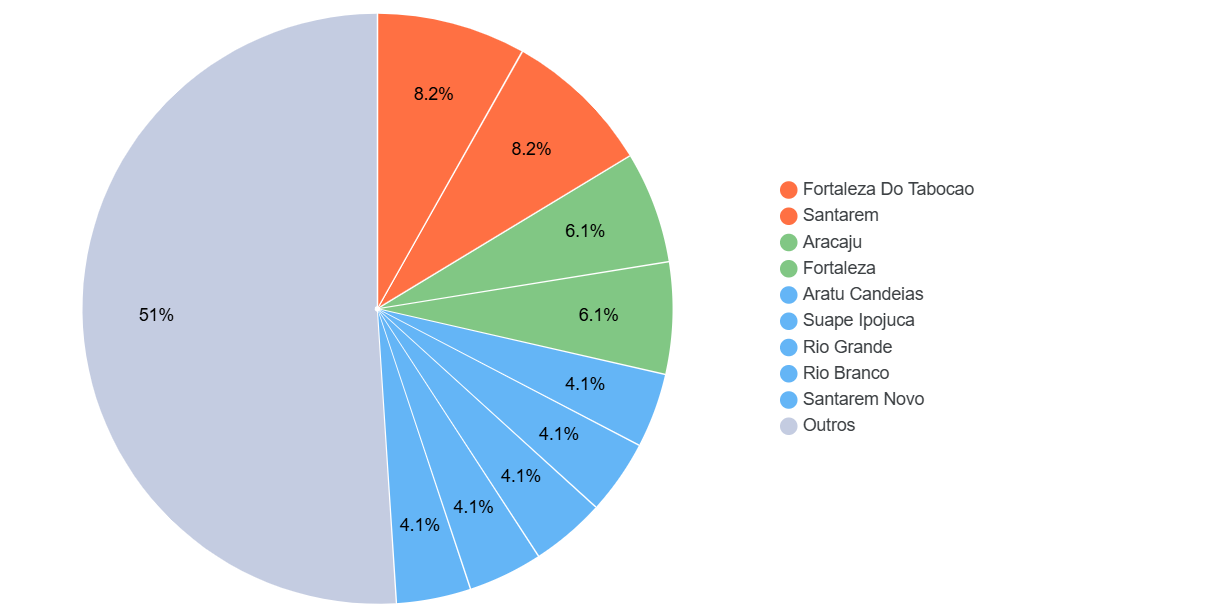 8.2%
8.2%
6.1%
6.1%
4.1%
4.1%
4.1%
4.1%
4.1%
51%
Fortaleza Do Tabocao
Santarem
Aracaju
Fortaleza
Aratu Candeias
Suape Ipojuca
Rio Grande
Rio Branco
Santarem Novo
Outros